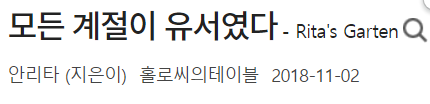 모든 계절이 유서였다 - Rita's Garden
안리타 (지은이) 홀로씨의테이블 2018-11-02